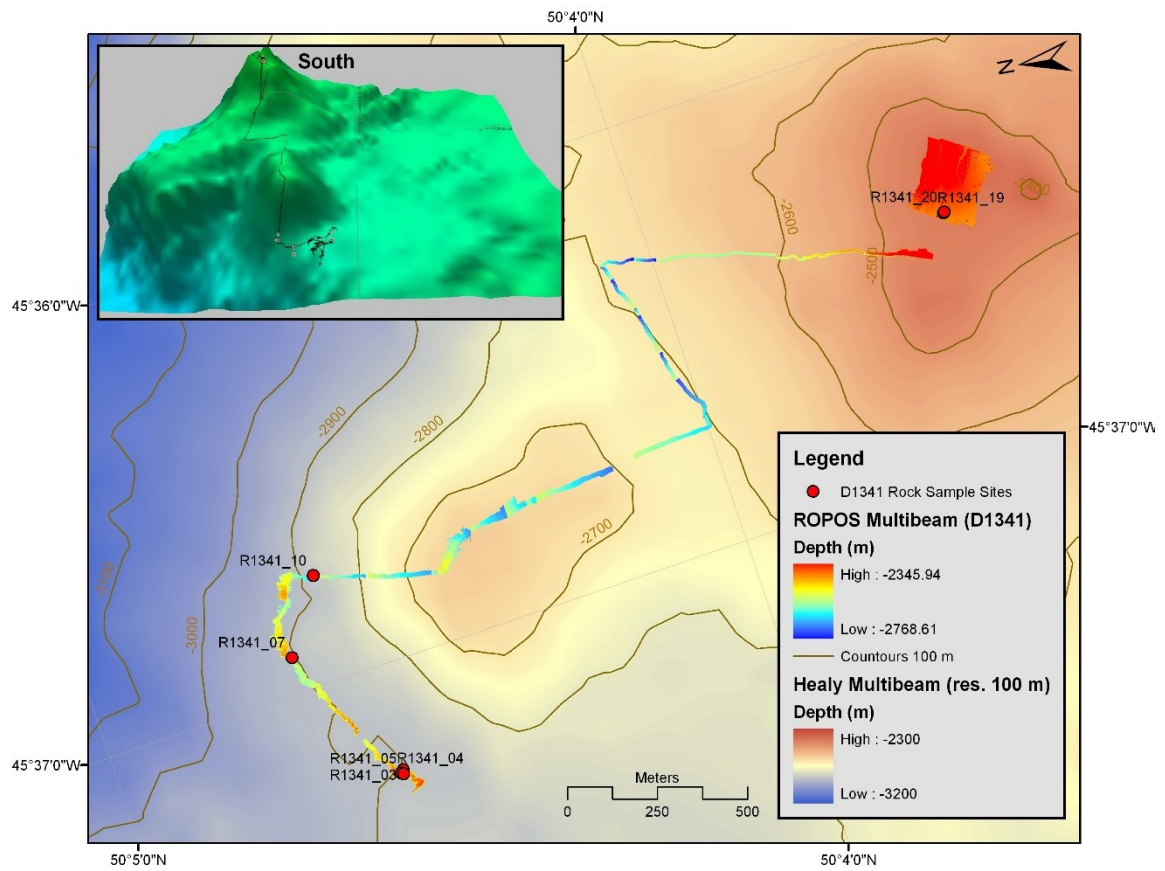 50°4'0"N
South
N
-2400
R1341_20R1341_19
-2600
-2500
45°36'0"W
-2900
-2800
45°37'0"W
Legend
D1341 Rock Sample Sites
ROPOS Multibeam (D1341)
Depth (m)
High : -2345.94
Low : -2768.61
Countours 100 m
Healy Multibeam (res. 100 m)
Depth (m)
High : -2300
Low : -3200
-2700
R1341_10
-3100
-3000
R1341_07
R1341_05R1341_04
R1341_03
45°37'0"W
Meters
0 250 500
50°5'0"N
50°4'0"N